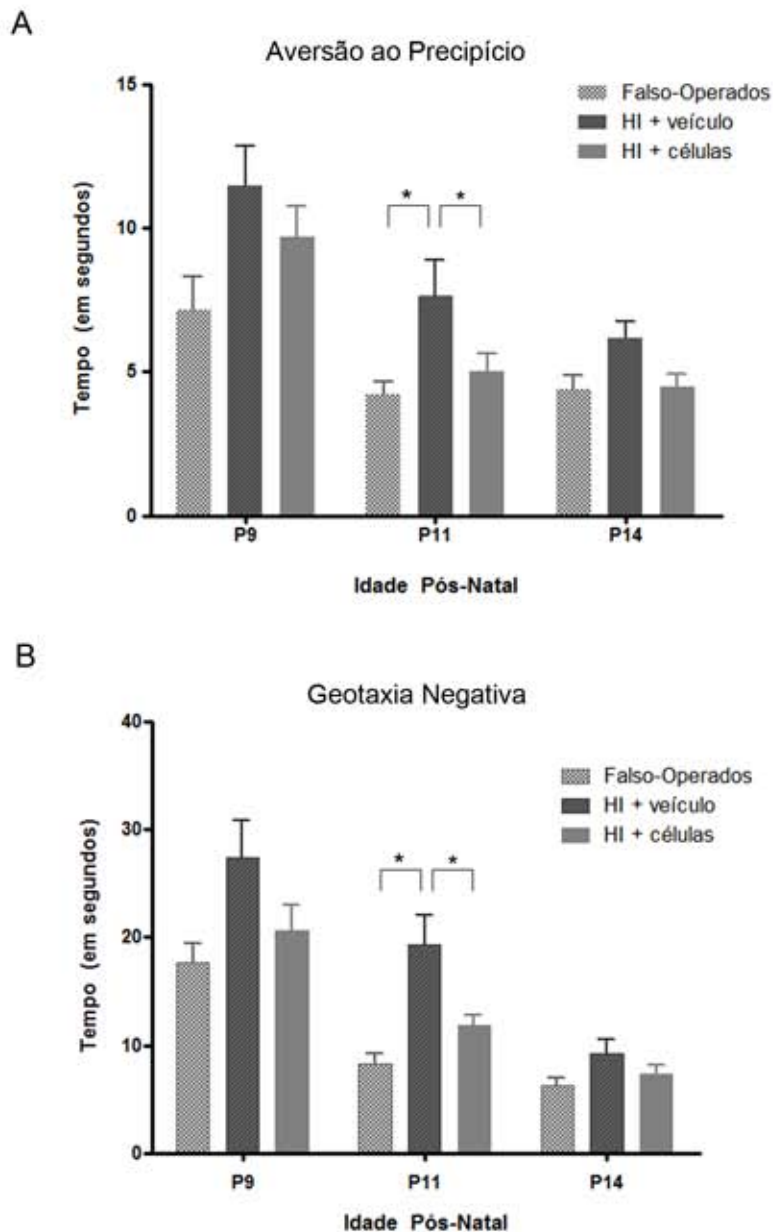 A
Aversão ao Precipício
Falso-Operados
HI + veículo
HI + células
Tempo (em segundos)
15
10
5
0
* *
P9 P11 P14
Idade Pós-Natal
B
Geotaxia Negativa
Falso-Operados
HI + veículo
HI + células
Tempo (em segundos)
40
30
20
10
0
* *
P9 P11 P14
Idade Pós-Natal